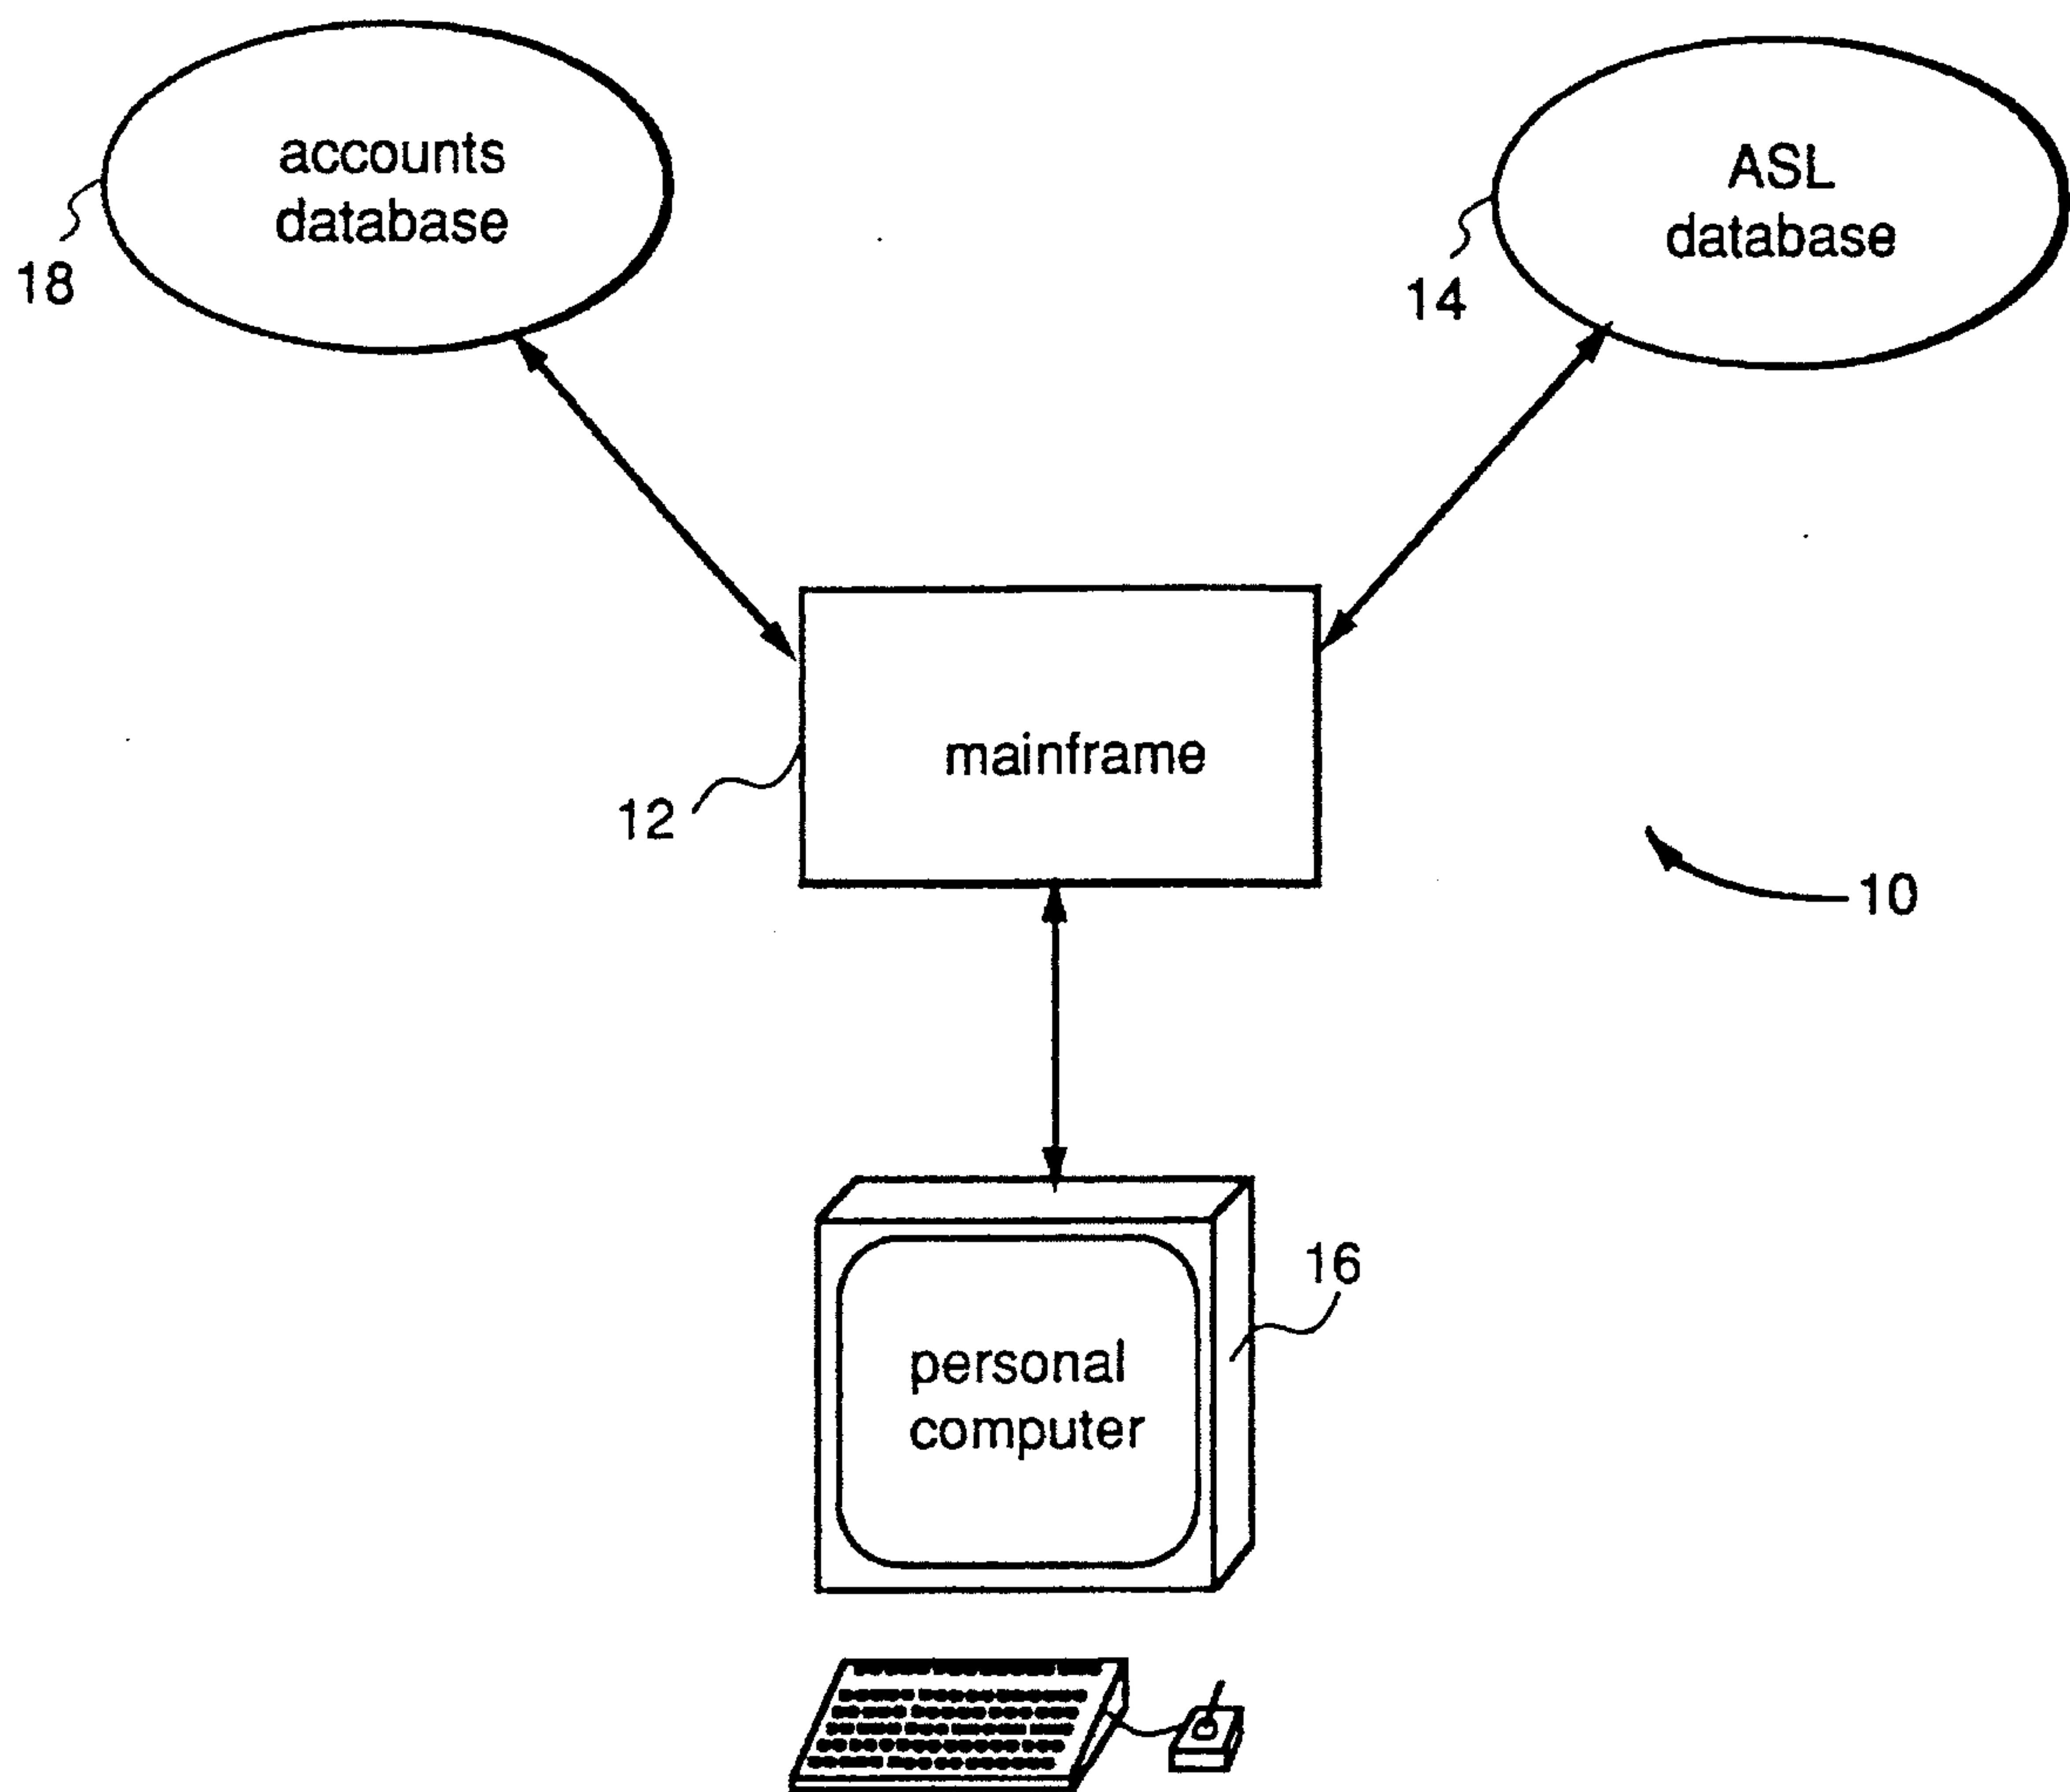 accounts
database
18
ASL
database
14
mainframe
12
10
16
personal
computer